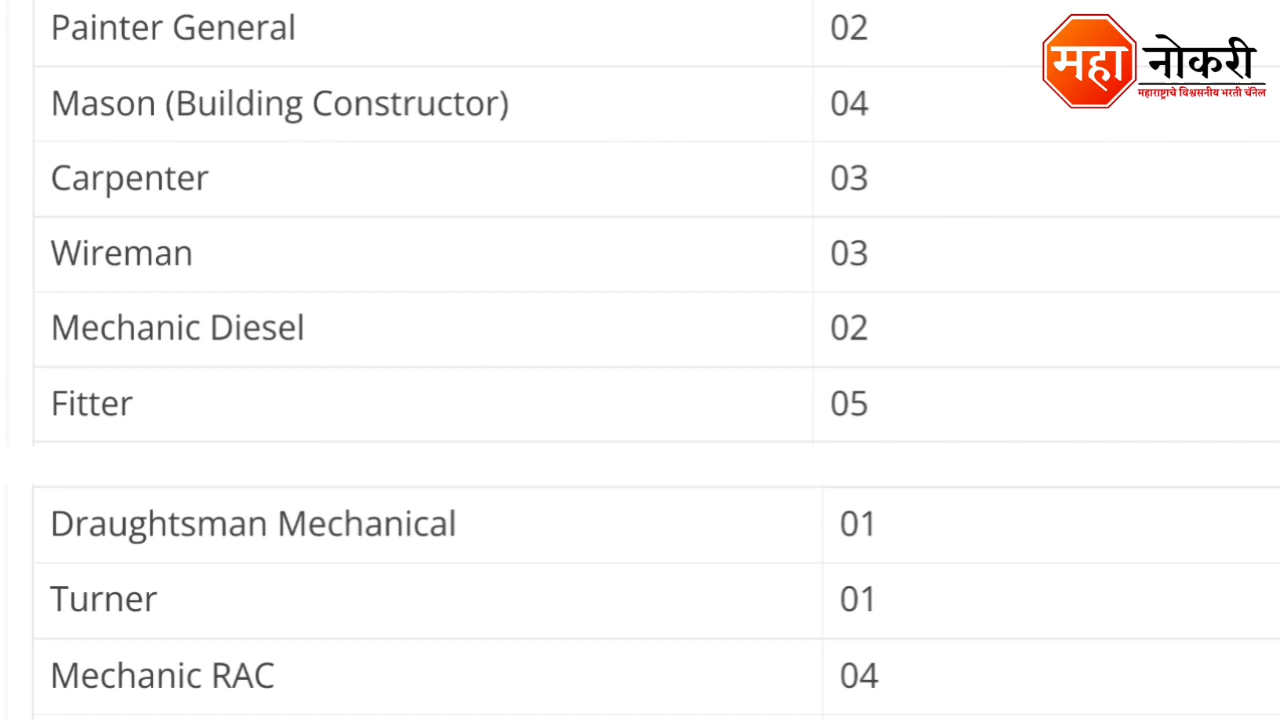 Painter General 02
Mason (Building Constructor) 04
Carpenter 03
Wireman 03
Mechanic Diesel 02
Fitter 05
Draughtsman Mechanical 01
Turner 01
Mechanic RAC 04
महा नोकरी
महाराष्ट्राचे विश्वसनीय भरती चॅनेल